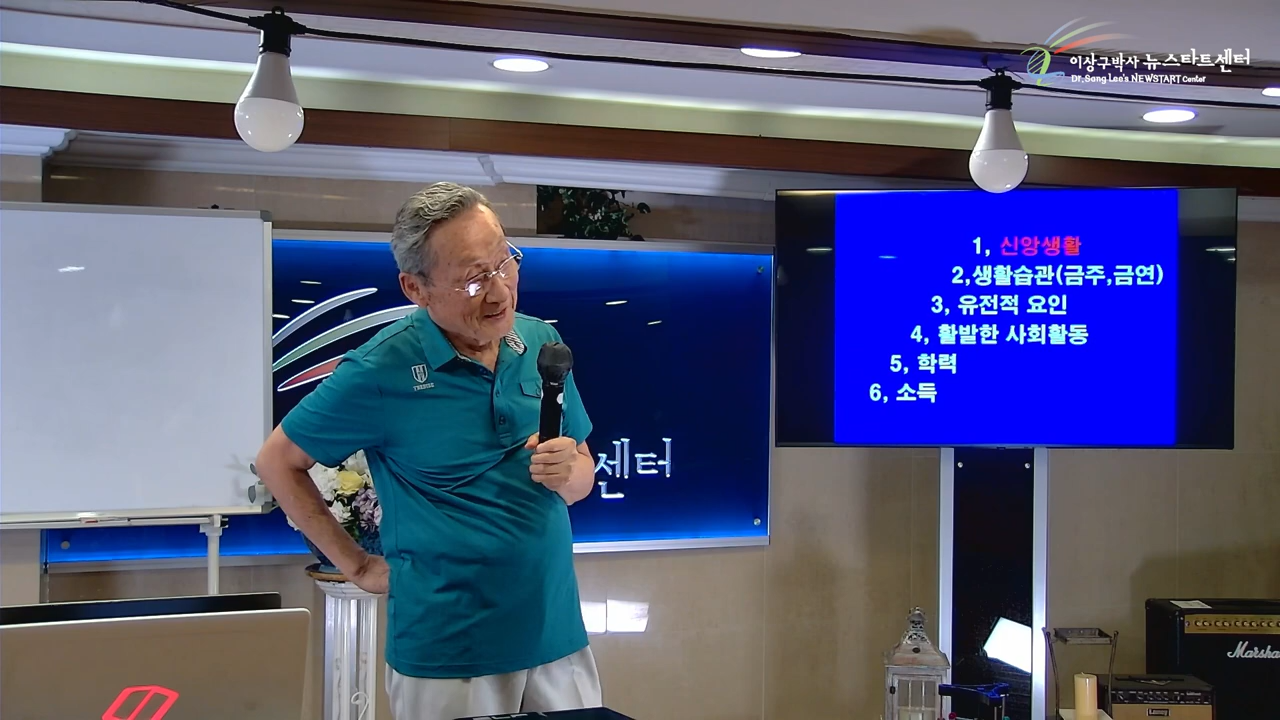 이상구박사 뉴스타트센터
Dr. Sang Lee's NEWSTART Center
1, 신앙생활
2,생활습관(금주,금연)
3, 유전적 요인
4, 활발한 사회활동
5, 학력
6, 소득
센터
Marsha